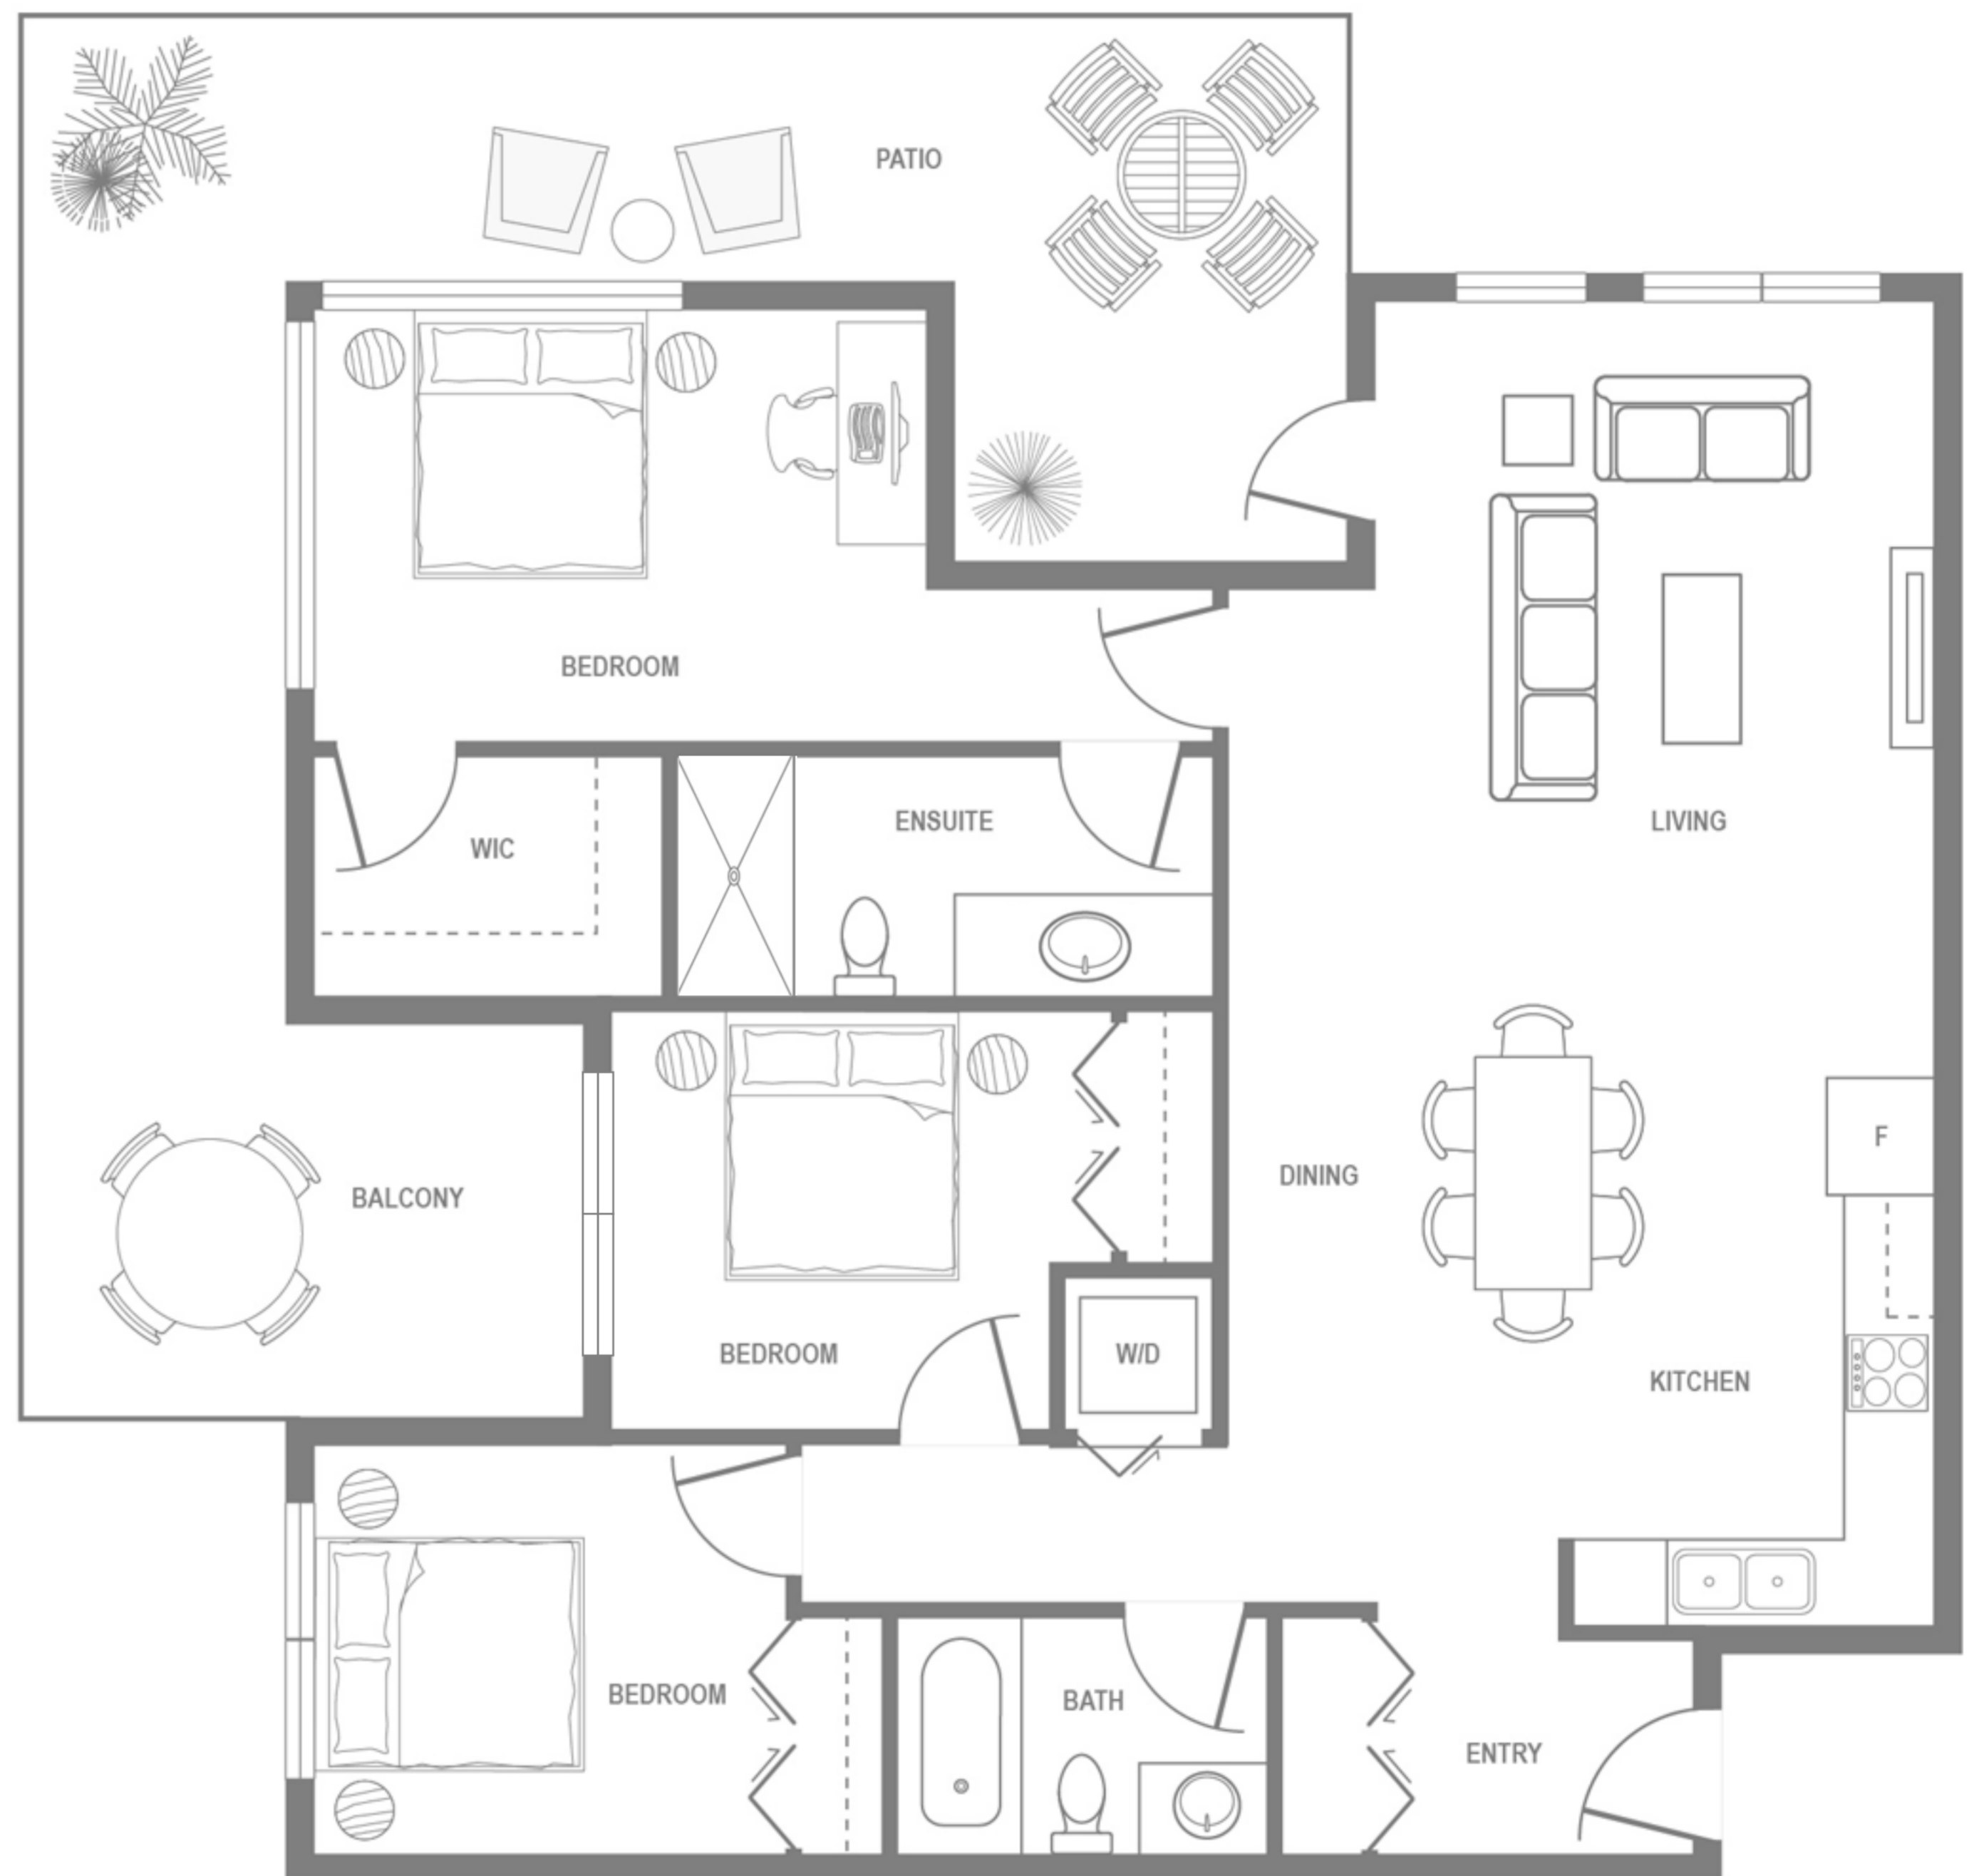 PATIO
BEDROOM
ENSUITE
LIVING
WIC
F
DINING
BALCONY
BEDROOM
W/D
KITCHEN
BEDROOM
BATH
ENTRY